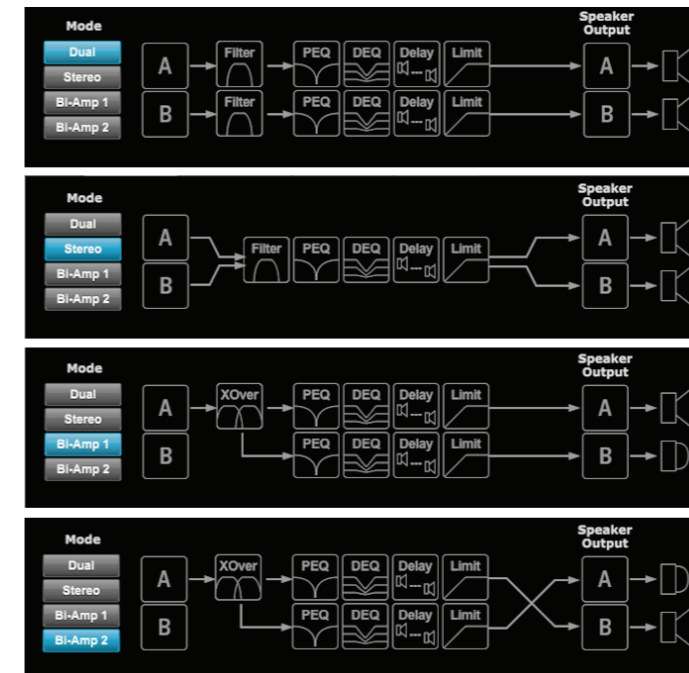 Mode
Speaker
Output
Dual
Stereo
Bi-Amp 1
Bi-Amp 2
A Filter PEQ DEQ Delay Limit A
B Filter PEQ DEQ Delay Limit B
Mode
Speaker
Output
Dual
Stereo
Bi-Amp 1
Bi-Amp 2
A A
Filter PEQ DEQ Delay Limit
B B
Mode
Speaker
Output
Dual
Stereo
Bi-Amp 1
Bi-Amp 2
A XOver PEQ DEQ Delay Limit A
B PEQ DEQ Delay Limit B
Mode
Speaker
Output
Dual
Stereo
Bi-Amp 1
Bi-Amp 2
A XOver PEQ DEQ Delay Limit A
B PEQ DEQ Delay Limit B